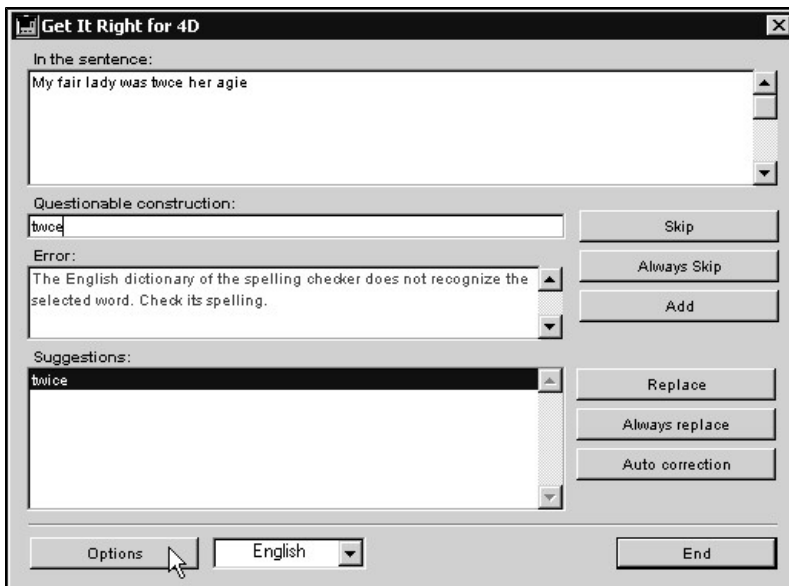 Get It Right for 4D
In the sentence:
My fair lady was twce her agie
Questionable construction:
twce
Skip
Error:
The English dictionary of the spelling checker does not recognize the
selected word. Check its spelling.
Always Skip
Add
Suggestions:
twice
Replace
Always replace
Auto correction
Options
English
End